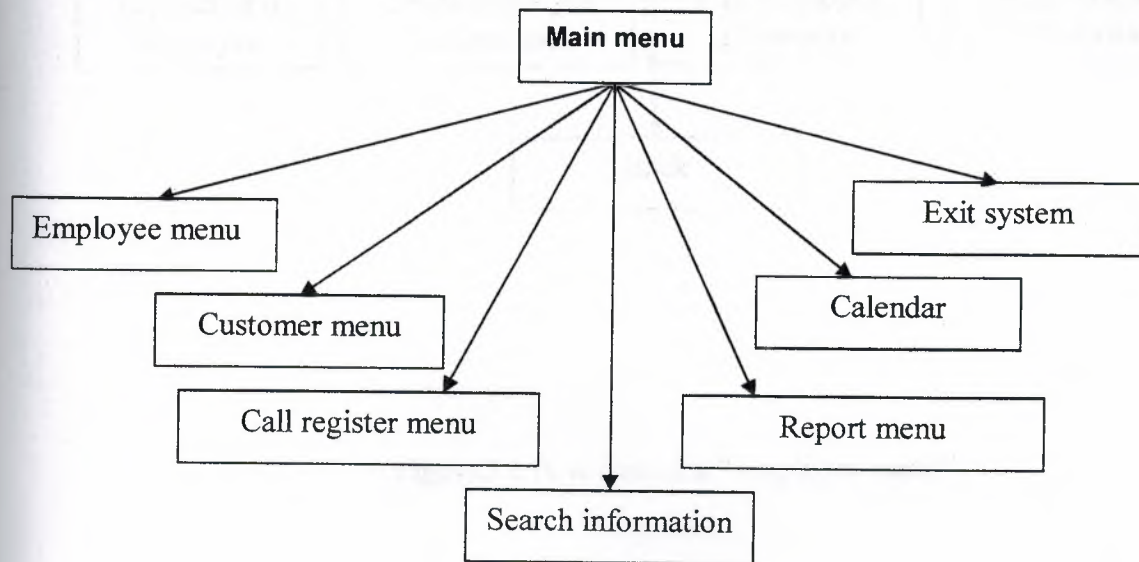 Main menu
Employee menu
Exit system
Customer menu
Calendar
Call register menu
Report menu
Search information